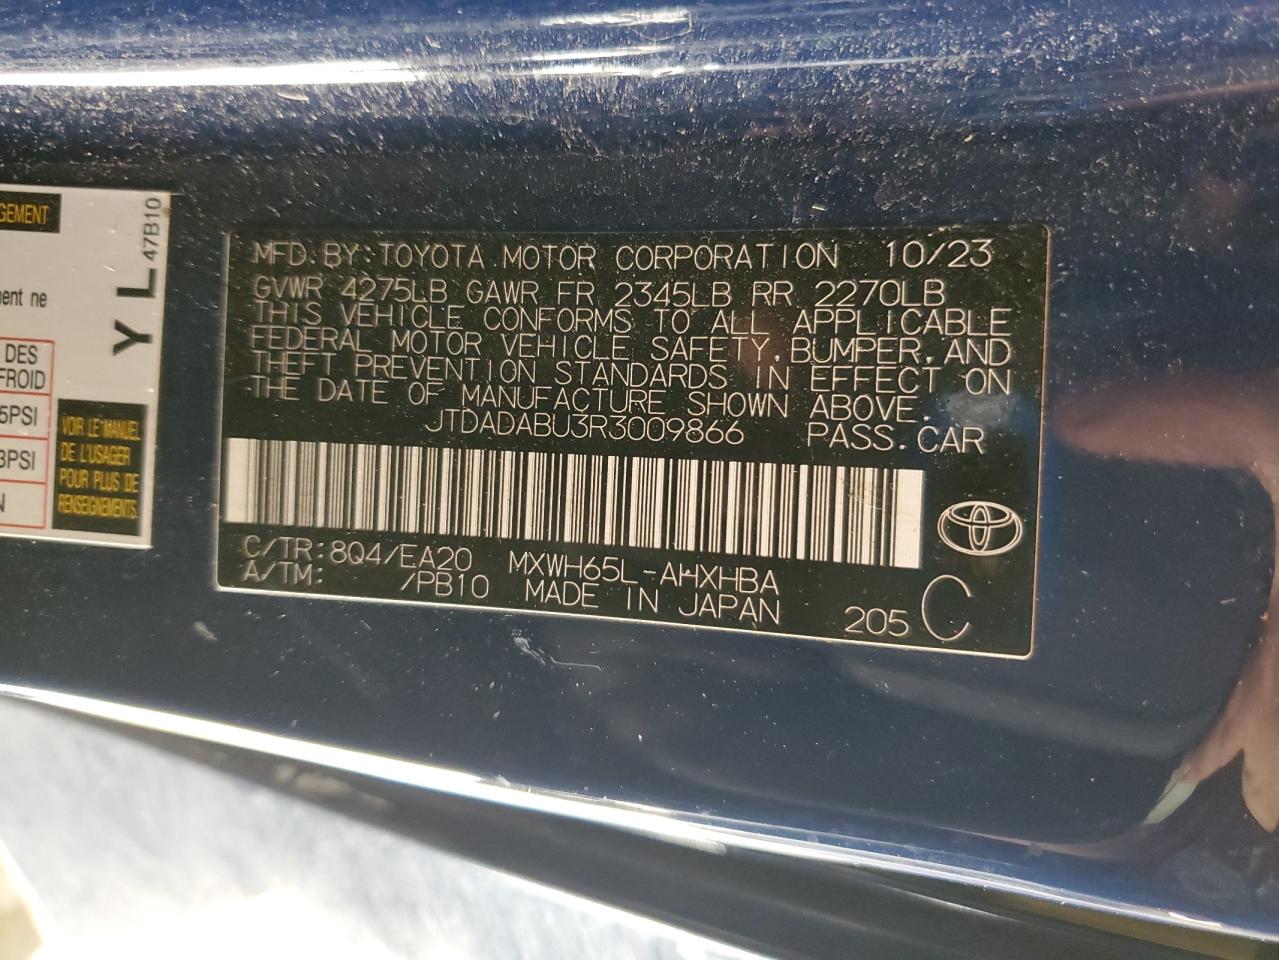 GEMENT
ment ne
DES
FROID
5PSI
3PSI
N
YL
47B10
VOIR LE MANUEL
DE L'USAGER
POUR PLUS DE
RENSEIGNEMENTS.
MFD. BY: TOYOTA MOTOR CORPORATION 10/23
GVWR 4275LB GAWR FR 2345LB RR 2270LB
THIS VEHICLE CONFORMS TO ALL APPLICABLE
FEDERAL MOTOR VEHICLE SAFETY, BUMPER, AND
THEFT PREVENTION STANDARDS IN EFFECT ON
THE DATE OF MANUFACTURE SHOWN ABOVE.
JTDADABU3R3009866 PASS. CAR
C/TR: 8Q4/EA20 MXWH65L-AHXHBA
A/TM: /PB10 MADE IN JAPAN 205 C